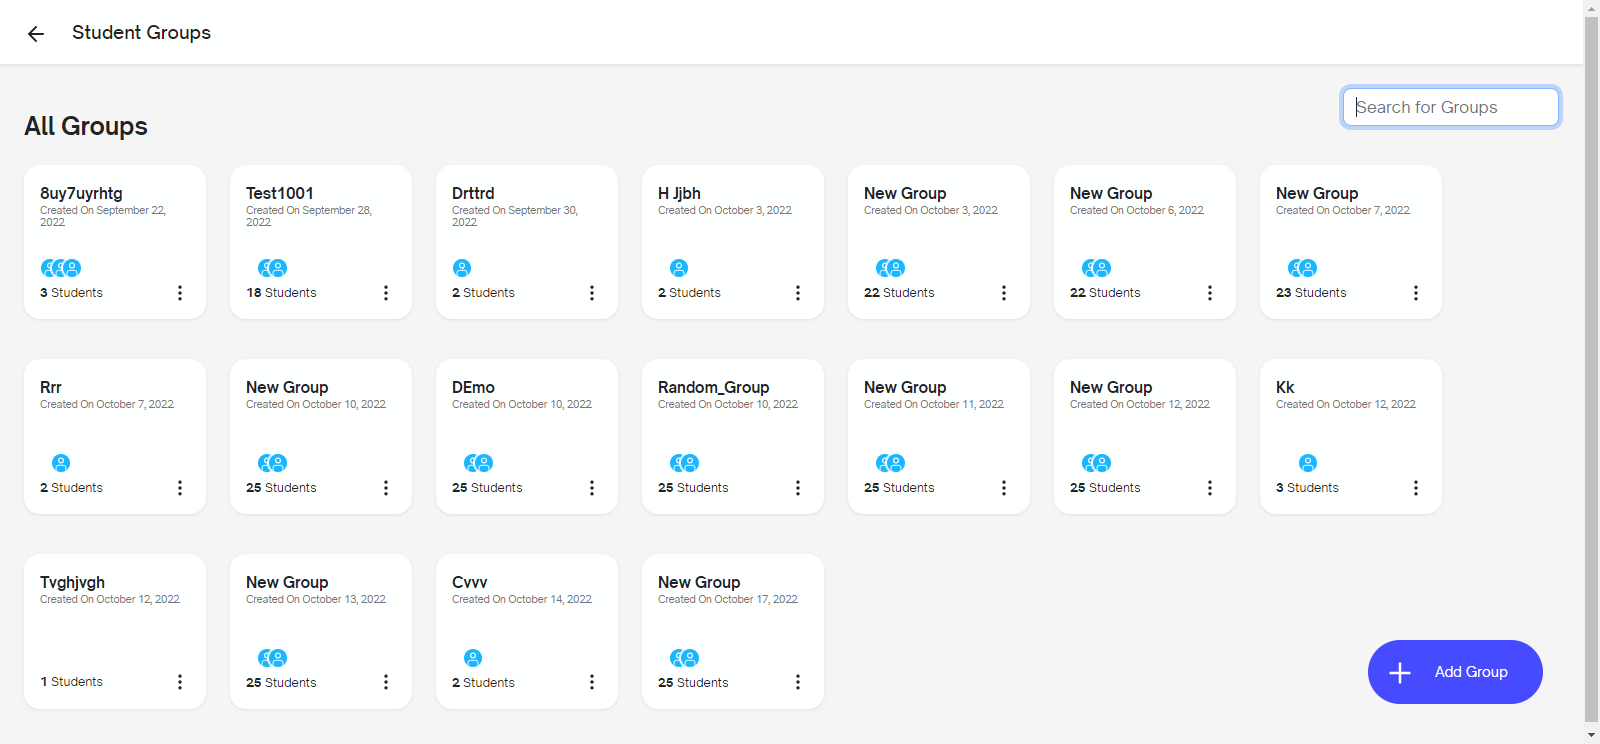 Student Groups
Search for Groups
All Groups
8uy7uyrhtg
Created On September 22,
2022
3 Students
Test1001
Created On September 28,
2022
18 Students
Drttrd
Created On September 30,
2022
2 Students
H Jjbh
Created On October 3, 2022
2 Students
New Group
Created On October 3, 2022
22 Students
New Group
Created On October 6, 2022
22 Students
New Group
Created On October 7, 2022
23 Students
Rrr
Created On October 7, 2022
2 Students
New Group
Created On October 10, 2022
25 Students
DEmo
Created On October 10, 2022
25 Students
Random_Group
Created On October 10, 2022
25 Students
New Group
Created On October 11, 2022
25 Students
New Group
Created On October 12, 2022
25 Students
Kk
Created On October 12, 2022
3 Students
Tvghjvgh
Created On October 12, 2022
1 Students
New Group
Created On October 13, 2022
25 Students
Cvvv
Created On October 14, 2022
2 Students
New Group
Created On October 17, 2022
25 Students
Add Group